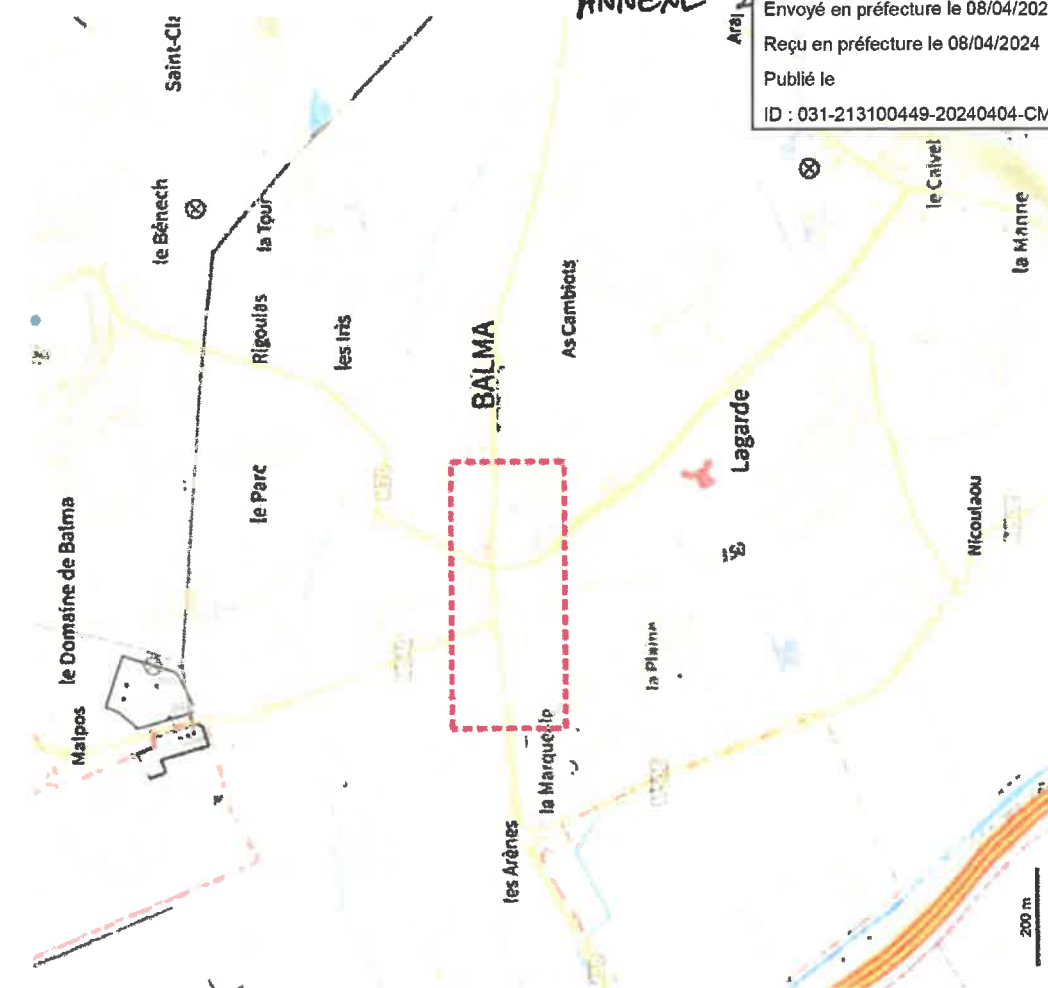 ANNEXE
Envoyé en préfecture le 08/04/202
Reçu en préfecture le 08/04/2024
Publié le
ID : 031-213100449-20240404-CM
Saint-Cla
le Bénech
la Tour
Rigoulas
les Iris
BALMA
As Cambiots
le Calvel
la Manne
Lagarde
le Parc
le Domaine de Balma
Malpos
Nicoulaou
la Plaine
la Marquette
les Arènes
200 m